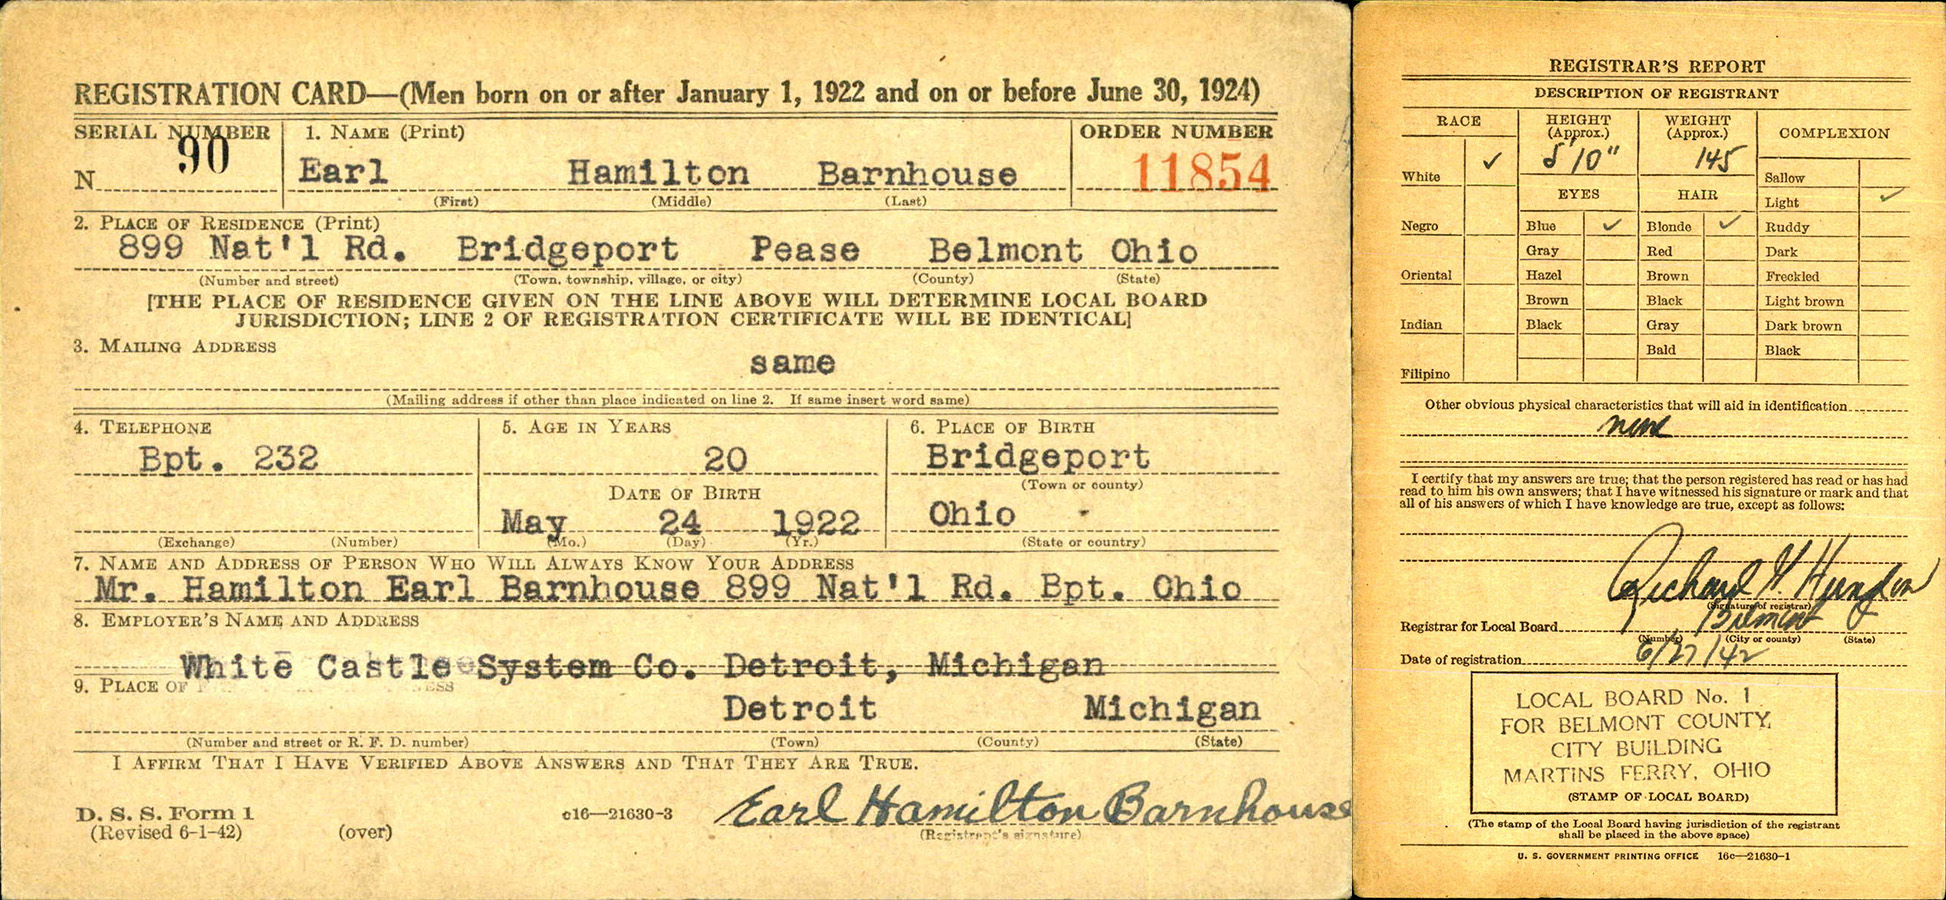 REGISTRATION CARD—(Men born on or after January 1, 1922 and on or before June 30, 1924)
SERIAL NUMBER
1. NAME (Print)
ORDER NUMBER
N 90
Earl Hamilton Barnhouse
11854
(First) (Middle) (Last)
2. PLACE OF RESIDENCE (Print)
899 Nat'l Rd. Bridgeport Pease Belmont Ohio
(Number and street) (Town, township, village, or city) (County) (State)
[THE PLACE OF RESIDENCE GIVEN ON THE LINE ABOVE WILL DETERMINE LOCAL BOARD
JURISDICTION; LINE 2 OF REGISTRATION CERTIFICATE WILL BE IDENTICAL]
3. MAILING ADDRESS
same
(Mailing address if other than place indicated on line 2. If same insert word same)
4. TELEPHONE
Bpt. 232
(Exchange) (Number)
5. AGE IN YEARS
20
DATE OF BIRTH
May 24 1922
(Mo.) (Day) (Yr.)
6. PLACE OF BIRTH
Bridgeport
(Town or county)
Ohio
(State or country)
7. NAME AND ADDRESS OF PERSON WHO WILL ALWAYS KNOW YOUR ADDRESS
Mr. Hamilton Earl Barnhouse 899 Nat'l Rd. Bpt. Ohio
8. EMPLOYER'S NAME AND ADDRESS
White Castle System Co. Detroit, Michigan
9. PLACE OF
Detroit Michigan
(Number and street or R. F. D. number) (Town) (County) (State)
I AFFIRM THAT I HAVE VERIFIED ABOVE ANSWERS AND THAT THEY ARE TRUE.
D. S. S. Form 1
(Revised 6-1-42) (over)
c16—21630-3
Earl Hamilton Barnhouse
(Registrant's signature)
REGISTRAR'S REPORT
DESCRIPTION OF REGISTRANT
RACE
White ✓
Negro
Oriental
Indian
Filipino
HEIGHT
(Approx.)
5'10"
WEIGHT
(Approx.)
145
EYES
Blue ✓
Gray
Hazel
Brown
Black
HAIR
Blonde ✓
Red
Brown
Black
Gray
Bald
COMPLEXION
Sallow
Light ✓
Ruddy
Dark
Freckled
Light brown
Dark brown
Black
Other obvious physical characteristics that will aid in identification
none
I certify that my answers are true; that the person registered has read or has had
read to him his own answers; that I have witnessed his signature or mark and that
all of his answers of which I have knowledge are true, except as follows:
Richard
(Signature of registrar)
Registrar for Local Board Belmont
(Number) (City or county) (State)
Date of registration 6/27/42
LOCAL BOARD No. 1
FOR BELMONT COUNTY,
CITY BUILDING
MARTINS FERRY, OHIO
(STAMP OF LOCAL BOARD)
(The stamp of the Local Board having jurisdiction of the registrant
shall be placed in the above space)
U. S. GOVERNMENT PRINTING OFFICE 16c—21630-1